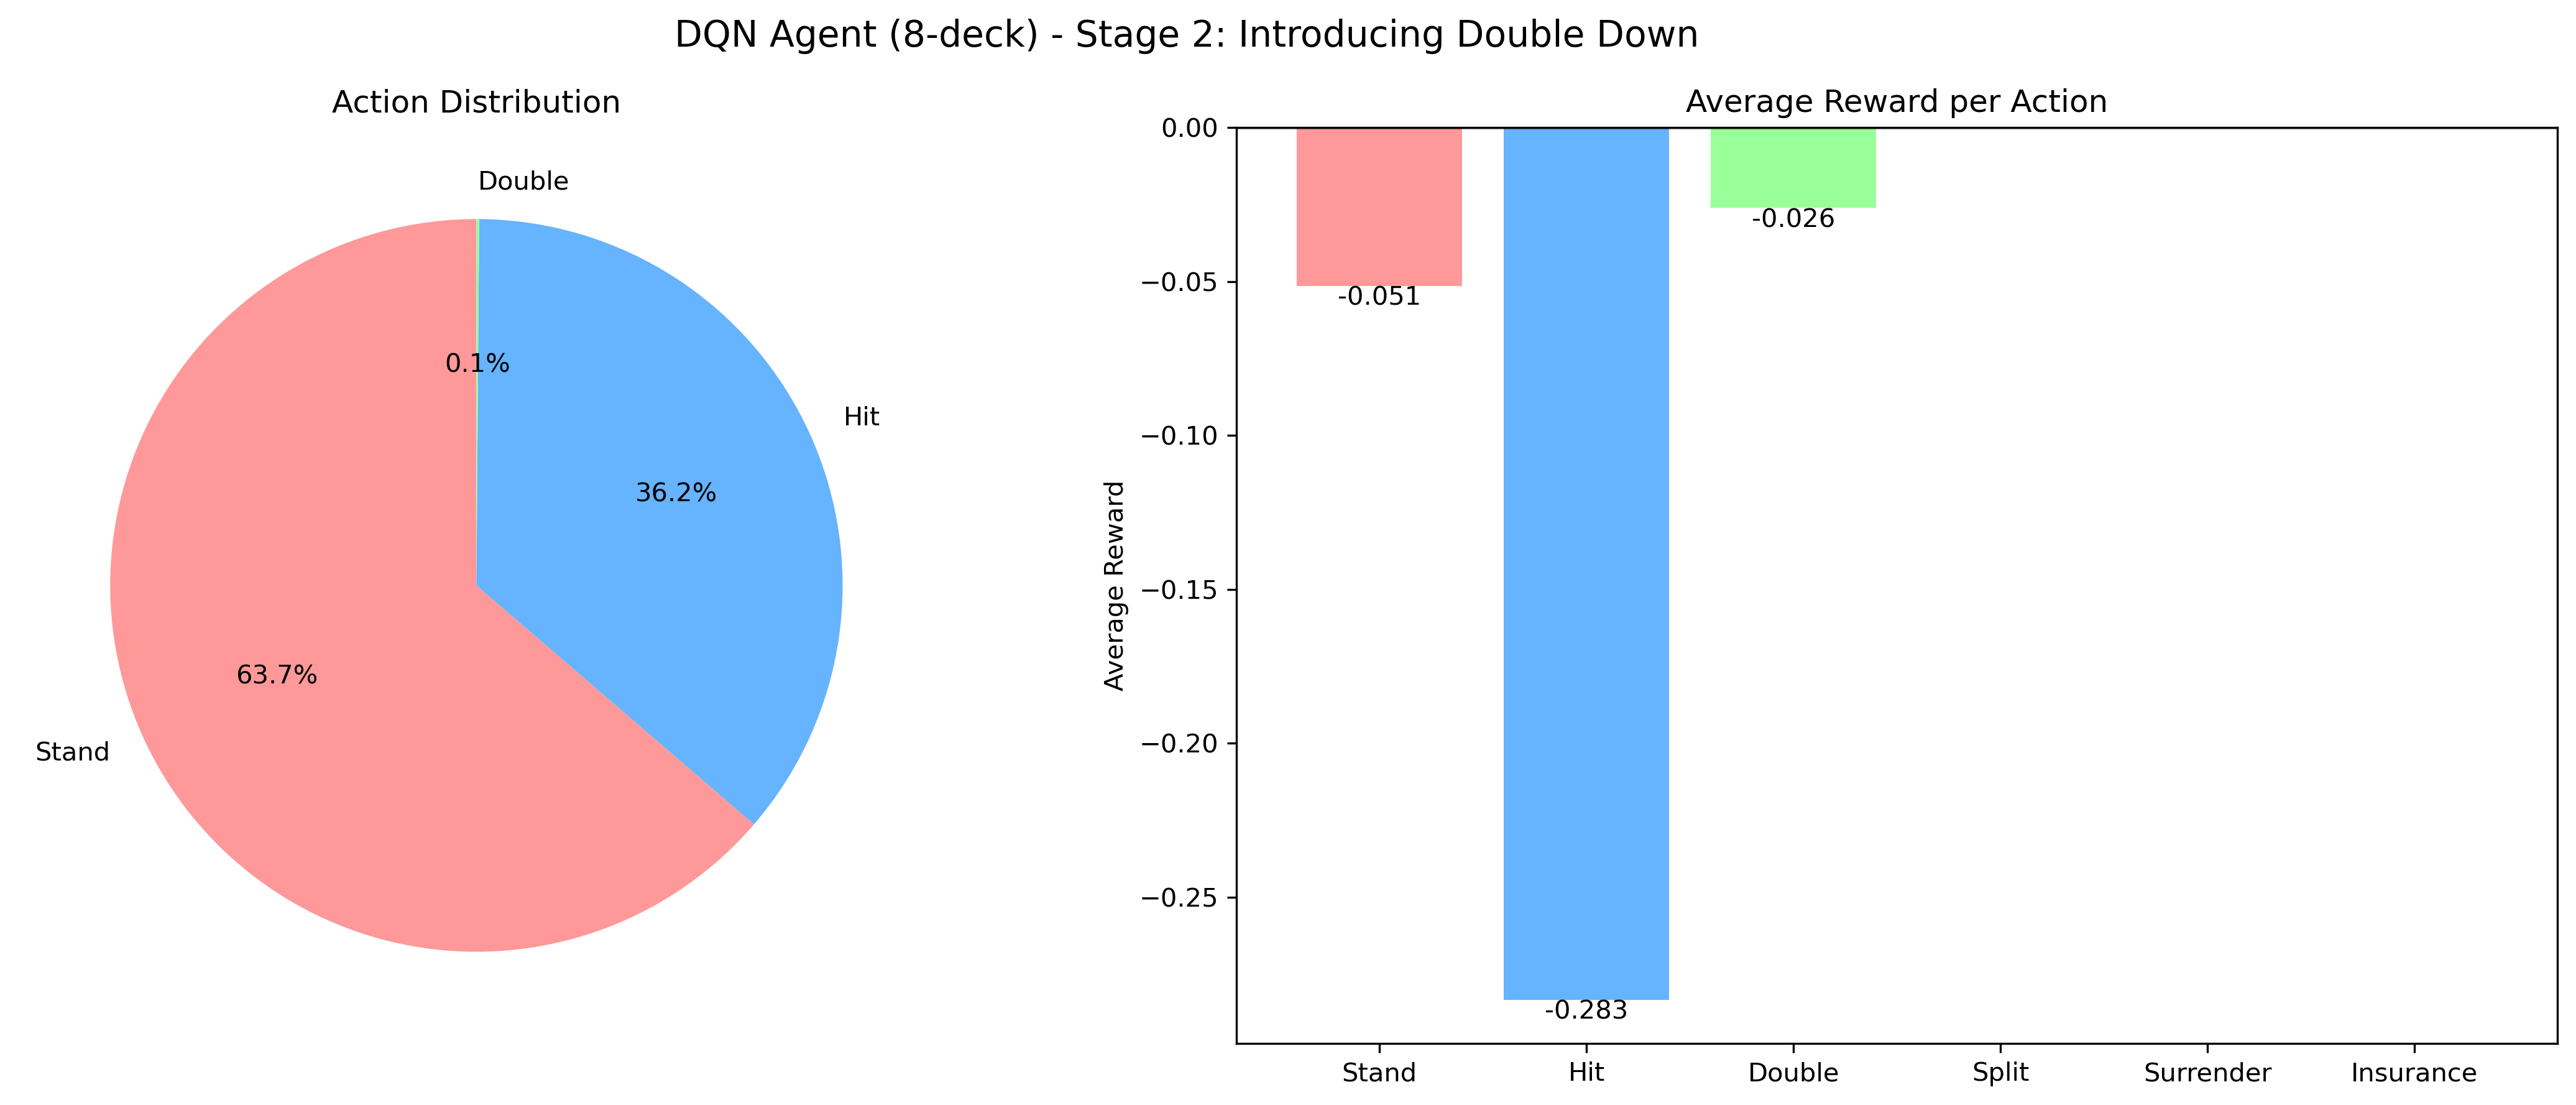 DQN Agent (8-deck) - Stage 2: Introducing Double Down
Action Distribution
Double
0.1%
Hit
36.2%
63.7%
Stand
Average Reward per Action
Average Reward
0.00
−0.05
−0.10
−0.15
−0.20
−0.25
-0.051
-0.283
-0.026
Stand
Hit
Double
Split
Surrender
Insurance